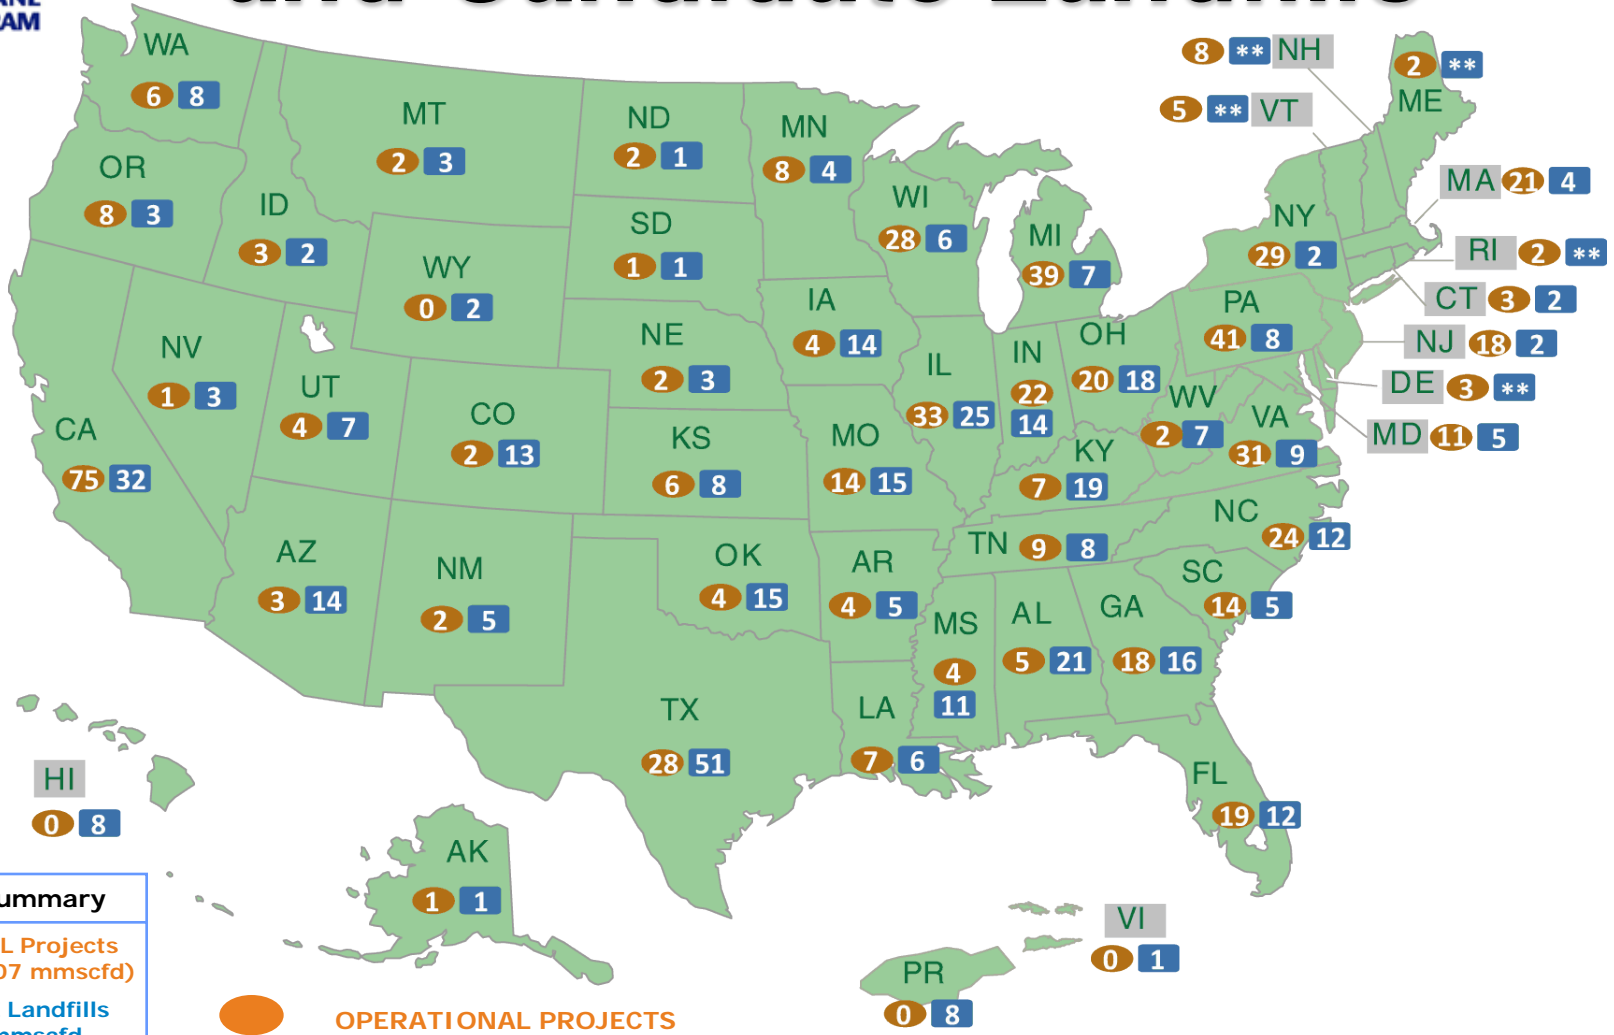 and Candidate Landfills
WA
6 8
OR
8 3
CA
75 32
ID
3 2
NV
1 3
MT
2 3
WY
0 2
UT
4 7
AZ
3 14
CO
2 13
NM
2 5
ND
2 1
SD
1 1
NE
2 3
KS
6 8
OK
4 15
TX
28 51
MN
8 4
IA
4 14
MO
14 15
AR
4 5
LA
7 6
WI
28 6
IL
33 25
MI
39 7
IN
22
14
OH
20 18
KY
7 19
TN 9 8
MS
4
11
AL
5 21
GA
18 16
FL
19 12
SC
14 5
NC
24 12
VA
31 9
WV
2 7
PA
41 8
NY
29 2
8 ** NH
5 ** VT
2 **
ME
MA 21 4
RI 2 **
CT 3 2
NJ 18 2
DE 3 **
MD 11 5
HI
0 8
AK
1 1
VI
0 1
PR
0 8
L Projects
07 mmscfd)
Landfills
OPERATIONAL PROJECTS